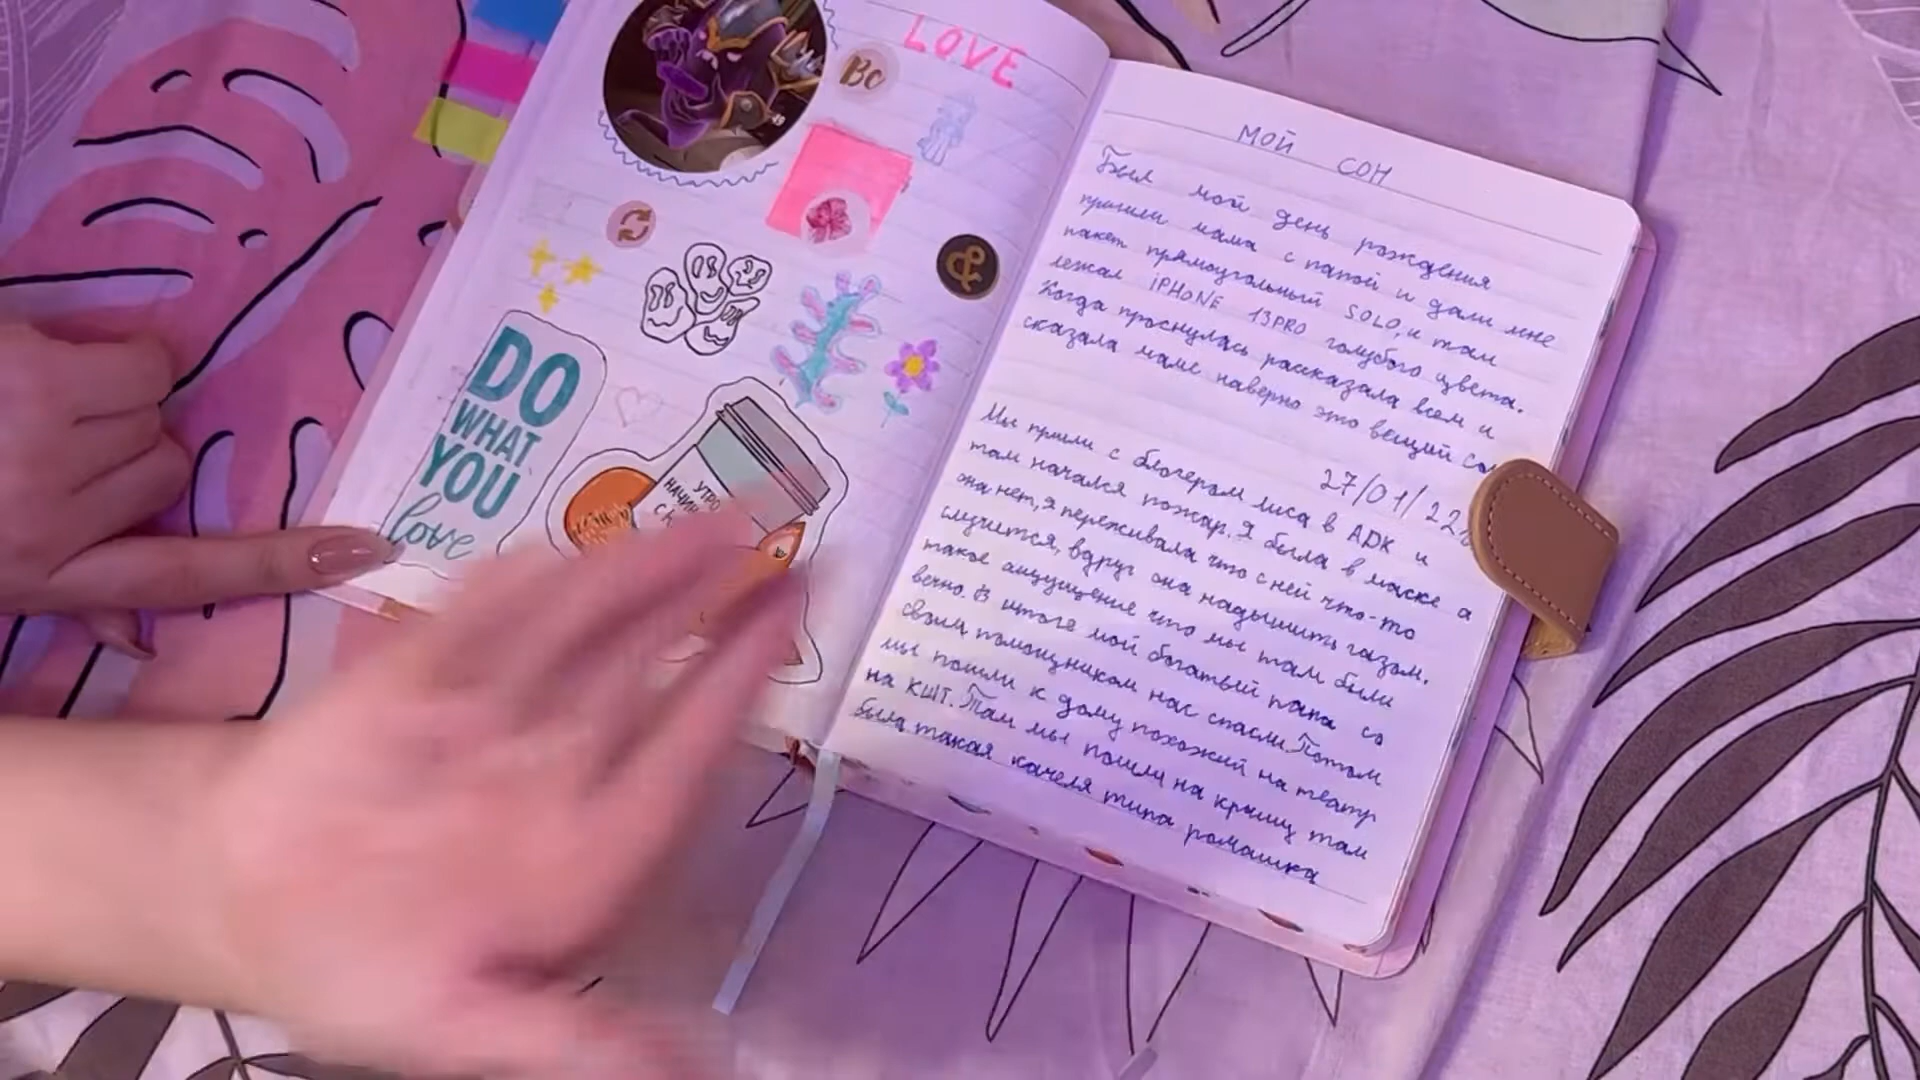 LOVE
Вс
DO
WHAT
YOU
love
УТРО
МОЙ СОН
Был мой день рождения
пришли мама с папой и дали мне
пакет прямоугольный SOLO, и там
лежал iPHONE 13PRO голубого цвета.
Когда проснулась рассказала всем и
сказала маме наверно это вещий сон
27/01/22
Мы пришли с блогером лиса в ADK и
там начался пожар. Я была в маске а
она нет, я переживала что с ней что-то
случится, вдруг она надышить газом.
такое ащущение что мы там были
вечно. В итоге мой богатый папа со
своим помощником нас спасли. Потом
мы пошли к дому похожий на театр
на КШТ. Там мы пошли на крышу там
была такая качеля типа ромашка